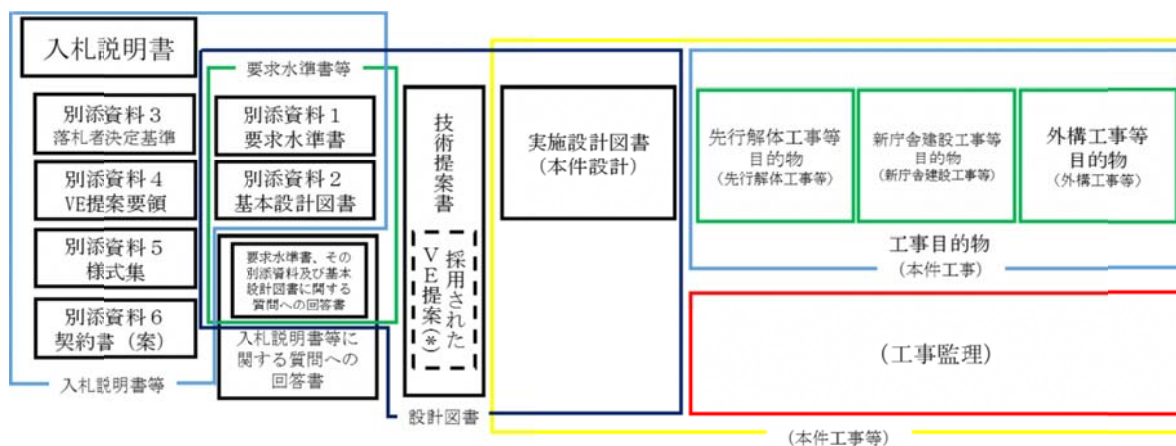 入札説明書
要求水準書等
別添資料3
落札者決定基準
別添資料1
要求水準書
別添資料4
VE提案要領
別添資料2
基本設計図書
別添資料5
様式集
要求水準書、その
別添資料及び基本
設計図書に関する
質問への回答書
別添資料6
契約書（案）
入札説明書等に
関する質問への
回答書
入札説明書等
技術提案書
採用された
VE提案(*)
設計図書
実施設計図書
(本件設計)
先行解体工事等
目的物
(先行解体工事等)
新庁舎建設工事等
目的物
(新庁舎建設工事等)
外構工事等
目的物
(外構工事等)
工事目的物
(本件工事)
(工事監理)
(本件工事等)